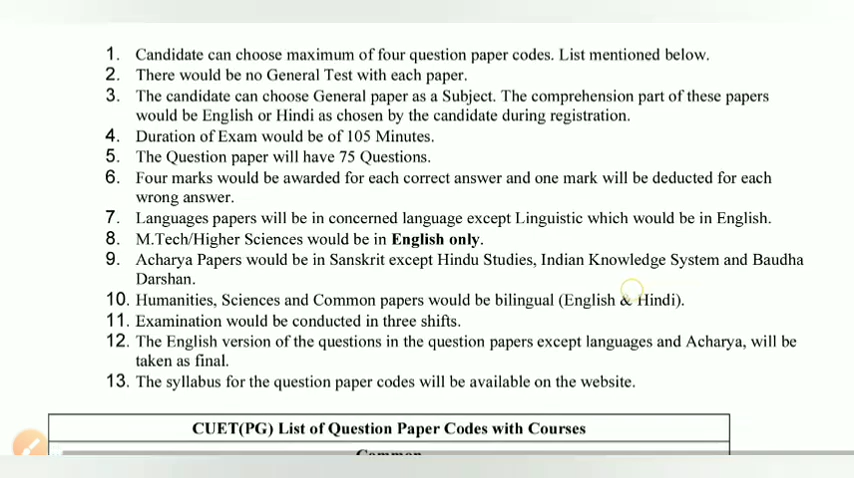 1. Candidate can choose maximum of four question paper codes. List mentioned below.
2. There would be no General Test with each paper.
3. The candidate can choose General paper as a Subject. The comprehension part of these papers
would be English or Hindi as chosen by the candidate during registration.
4. Duration of Exam would be of 105 Minutes.
5. The Question paper will have 75 Questions.
6. Four marks would be awarded for each correct answer and one mark will be deducted for each
wrong answer.
7. Languages papers will be in concerned language except Linguistic which would be in English.
8. M.Tech/Higher Sciences would be in English only.
9. Acharya Papers would be in Sanskrit except Hindu Studies, Indian Knowledge System and Baudha
Darshan.
10. Humanities, Sciences and Common papers would be bilingual (English & Hindi).
11. Examination would be conducted in three shifts.
12. The English version of the questions in the question papers except languages and Acharya, will be
taken as final.
13. The syllabus for the question paper codes will be available on the website.
CUET(PG) List of Question Paper Codes with Courses
Common